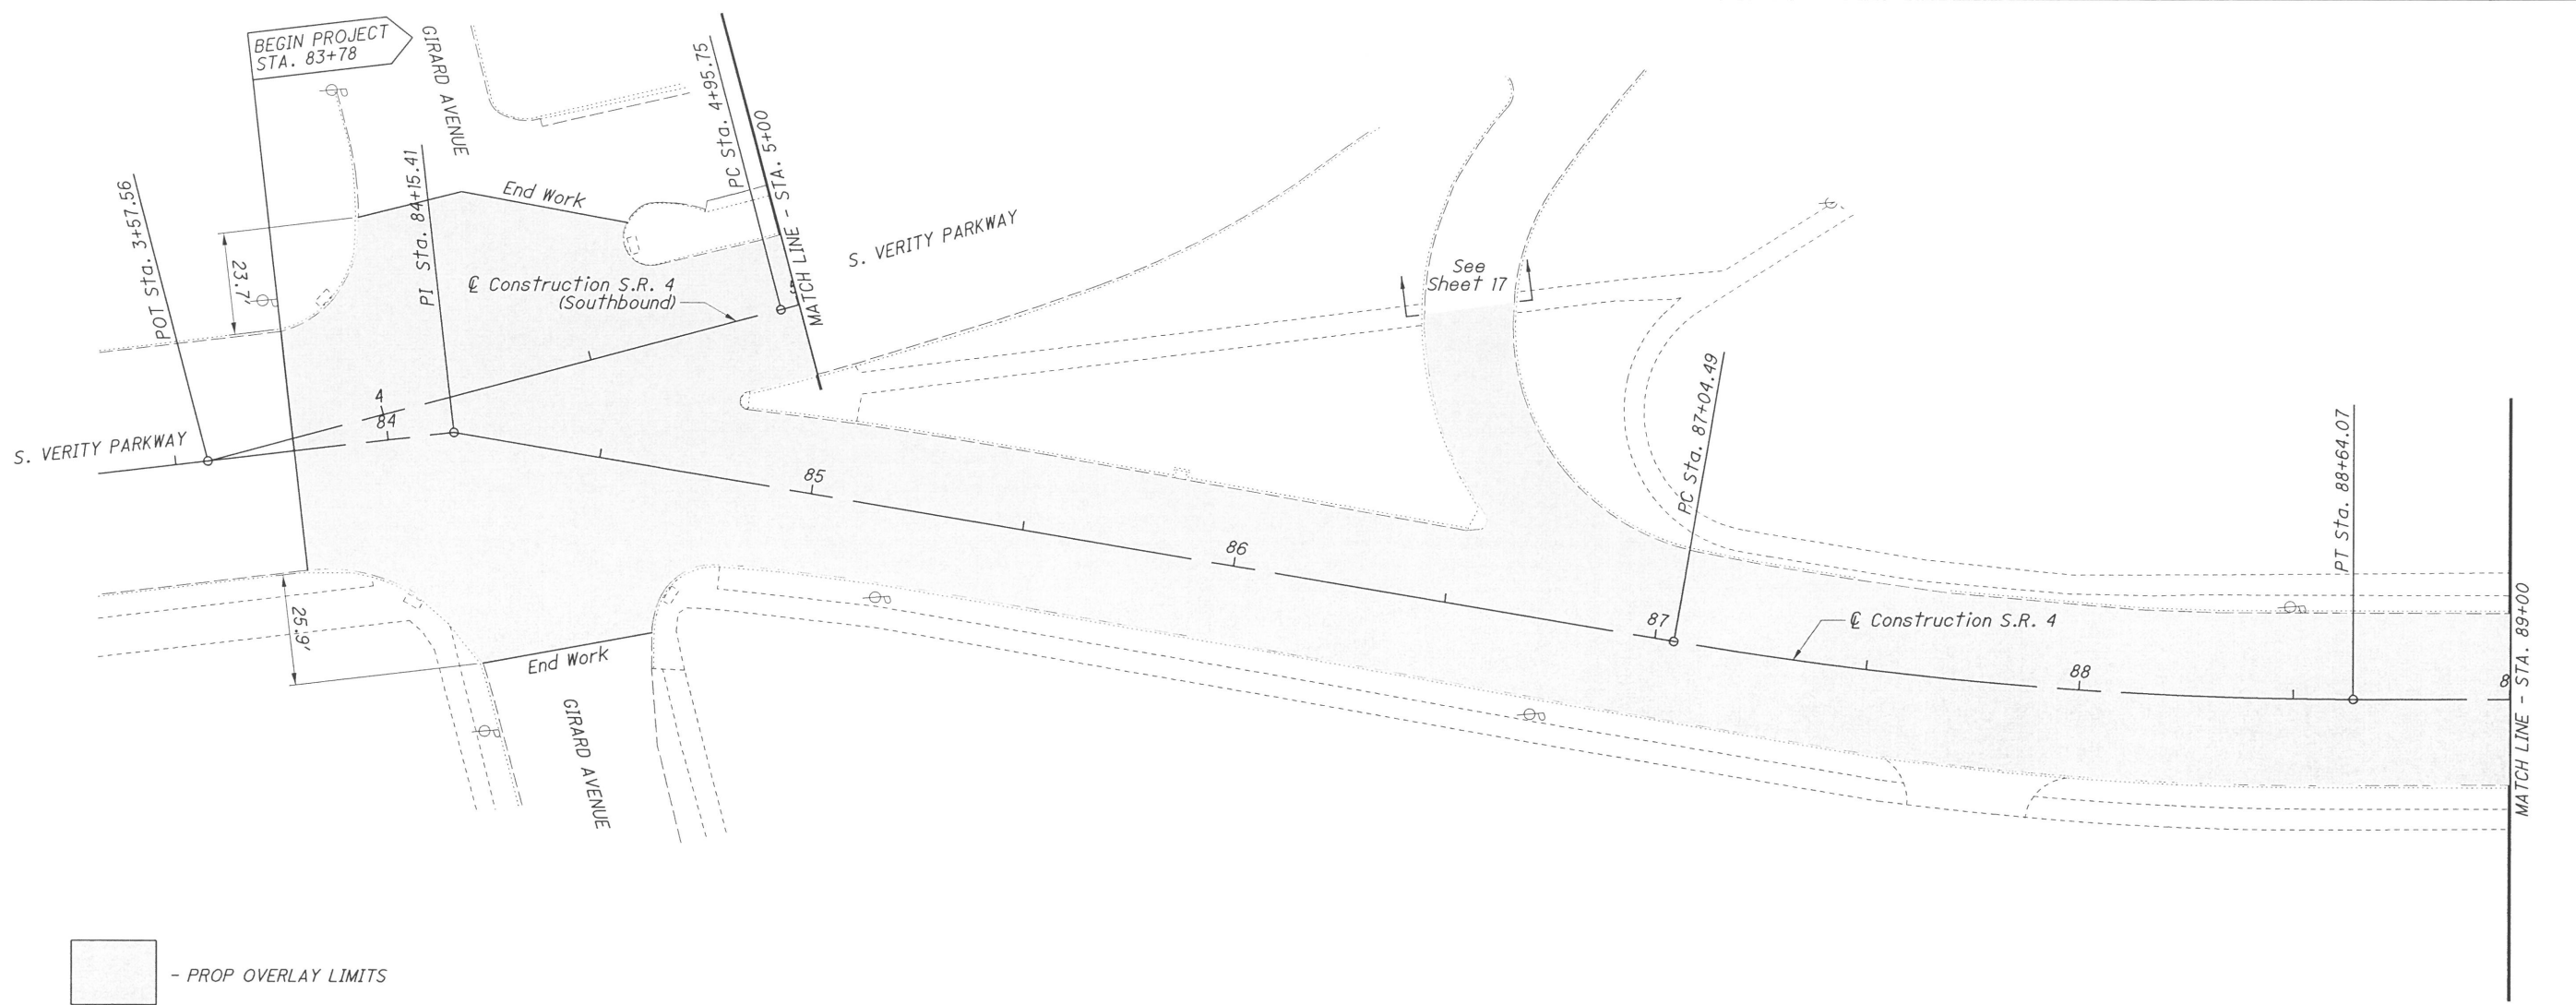 BEGIN PROJECT
STA. 83+78
GIRARD AVENUE
PC Sta. 4+95.75
MATCH LINE - STA. 5+00
POT Sta. 3+57.56
PI Sta. 84+15.41
End Work
S. VERITY PARKWAY
23.7'
℄ Construction S.R. 4
(Southbound)
5
See
Sheet 17
4
84
S. VERITY PARKWAY
85
86
87
PC Sta. 87+04.49
PT Sta. 88+64.07
℄ Construction S.R. 4
88
8
MATCH LINE - STA. 89+00
25.9'
End Work
GIRARD AVENUE
- PROP OVERLAY LIMITS